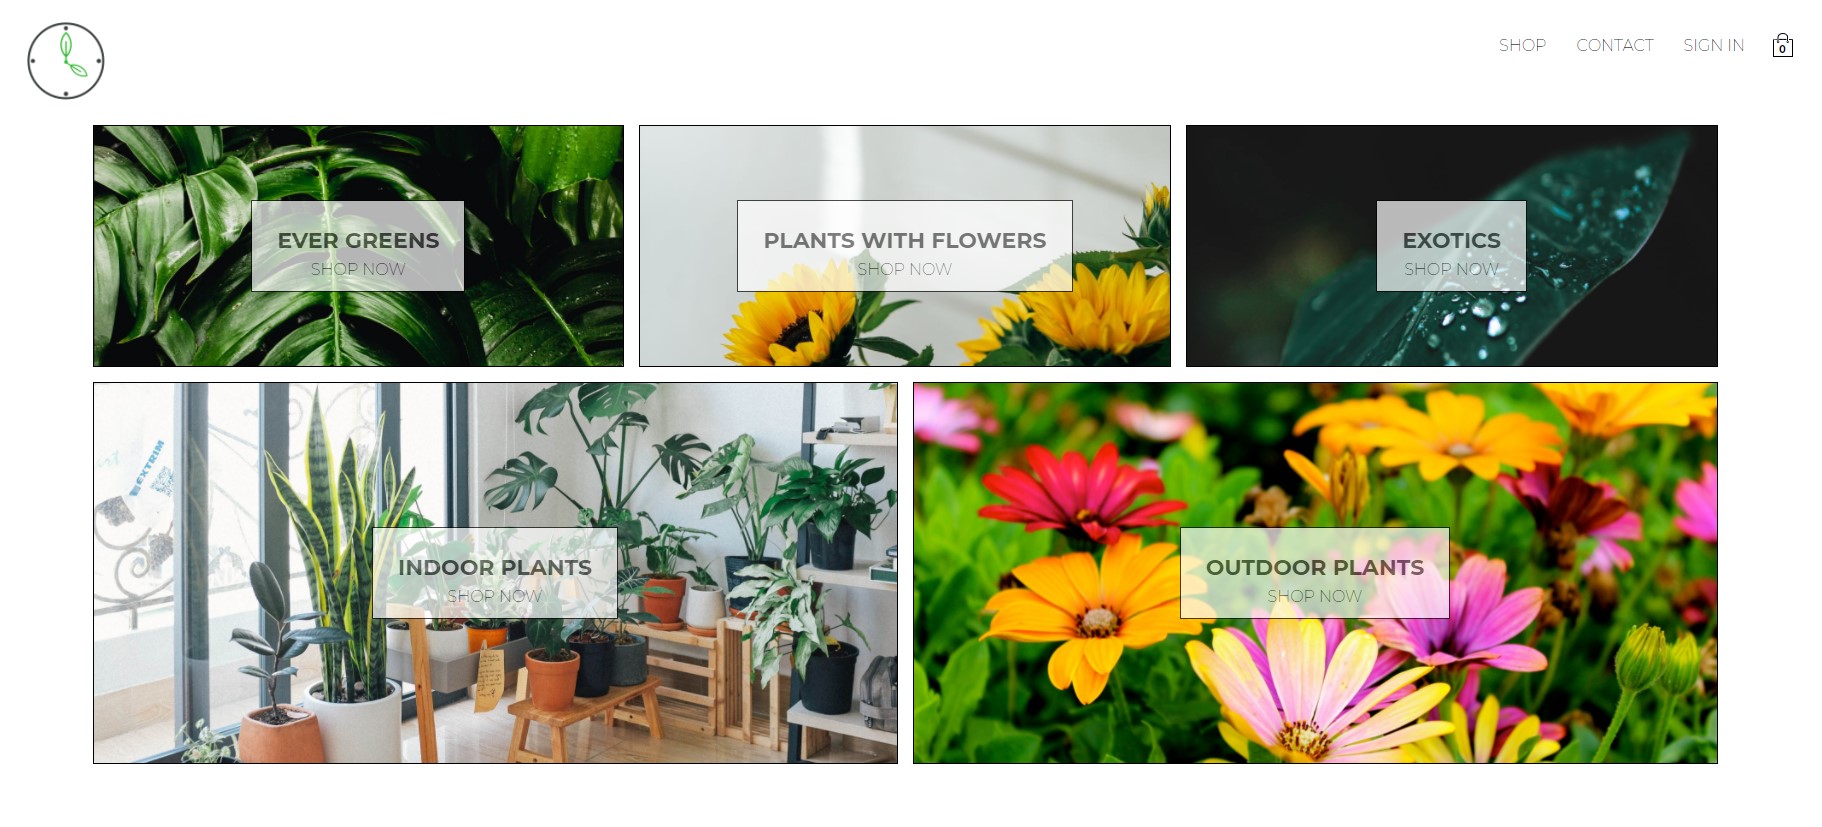 SHOP CONTACT SIGN IN 0
EVER GREENS
SHOP NOW
PLANTS WITH FLOWERS
SHOP NOW
EXOTICS
SHOP NOW
EXTRIM
INDOOR PLANTS
SHOP NOW
OUTDOOR PLANTS
SHOP NOW